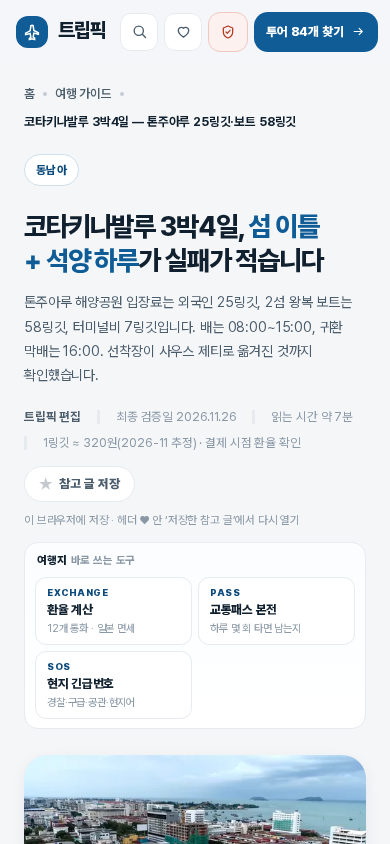 트립픽
투어 84개 찾기 →
홈 • 여행 가이드 •
코타키나발루 3박4일 — 툰주아루 25링깃·보트 58링깃
동남아
코타키나발루 3박4일, 섬 이틀
+ 석양 하루가 실패가 적습니다
톤주아루 해양공원 입장료는 외국인 25링깃, 2섬 왕복 보트는
58링깃, 터미널비 7링깃입니다. 배는 08:00~15:00, 귀환
막배는 16:00. 선착장이 사우스 제티로 옮겨진 것까지
확인했습니다.
트립픽 편집 | 최종 검증일 2026.11.26 | 읽는 시간 약 7분
| 1링깃 ≈ 320원(2026-11 추정) · 결제 시점 환율 확인
★ 참고 글 저장
이 브라우저에 저장 · 헤더 ♥ 안 ‘저장한 참고 글’에서 다시 열기
여행지 바로 쓰는 도구
EXCHANGE
환율 계산
12개 통화 · 일본 면세
PASS
교통패스 본전
하루 몇 회 타면 남는지
SOS
현지 긴급번호
경찰·구급·공관·현지어